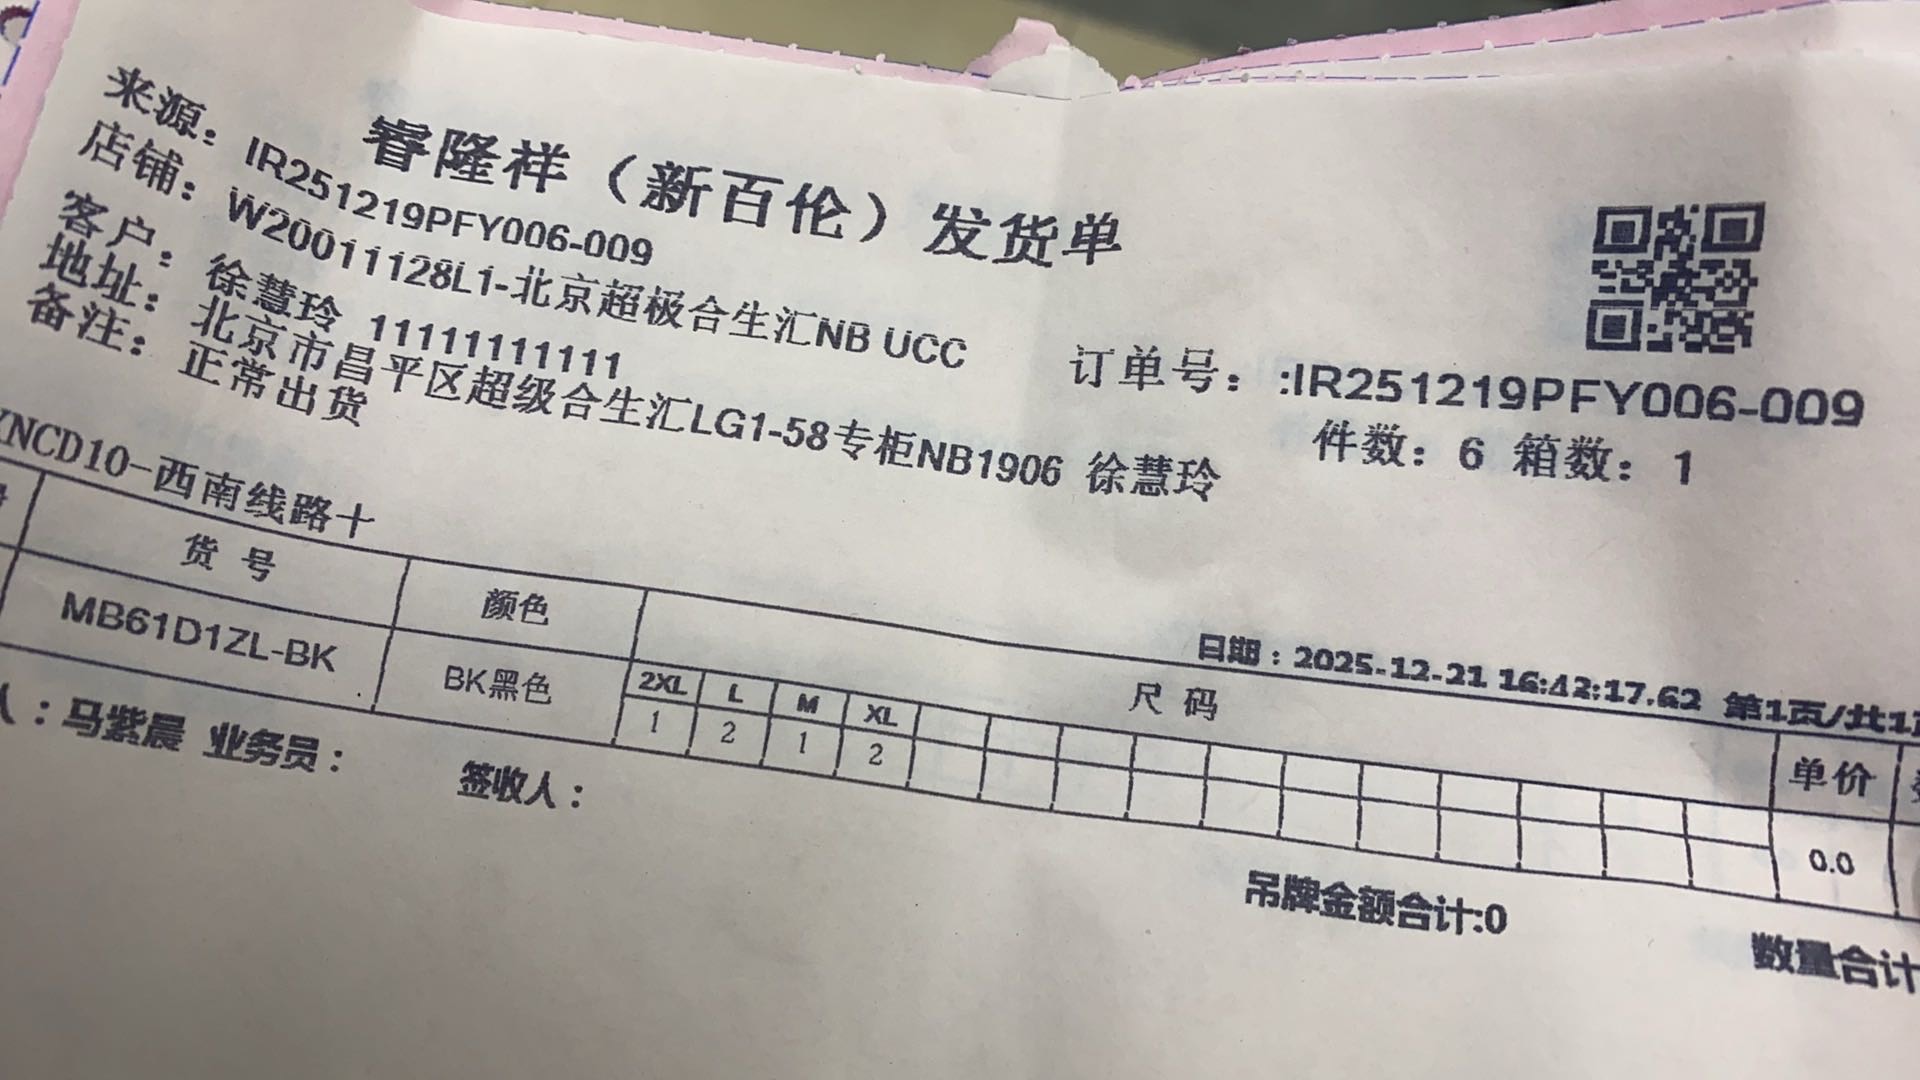 睿隆祥（新百伦）发货单
来源：IR251219PFY006-009
店铺：W20011128L1-北京超极合生汇NB UCC
客户：徐慧玲 11111111111
订单号：:IR251219PFY006-009
地址：北京市昌平区超级合生汇LG1-58专柜NB1906 徐慧玲
件数：6 箱数：1
备注：正常出货
NCD10-西南线路十
日期：2025-12-21 16:42:17.62 第1页/共1页
货号 颜色 尺码 单价
MB61D1ZL-BK BK黑色 2XL L M XL 0.0
1 2 1 2
人：马紫晨 业务员： 签收人：
吊牌金额合计:0
数量合计